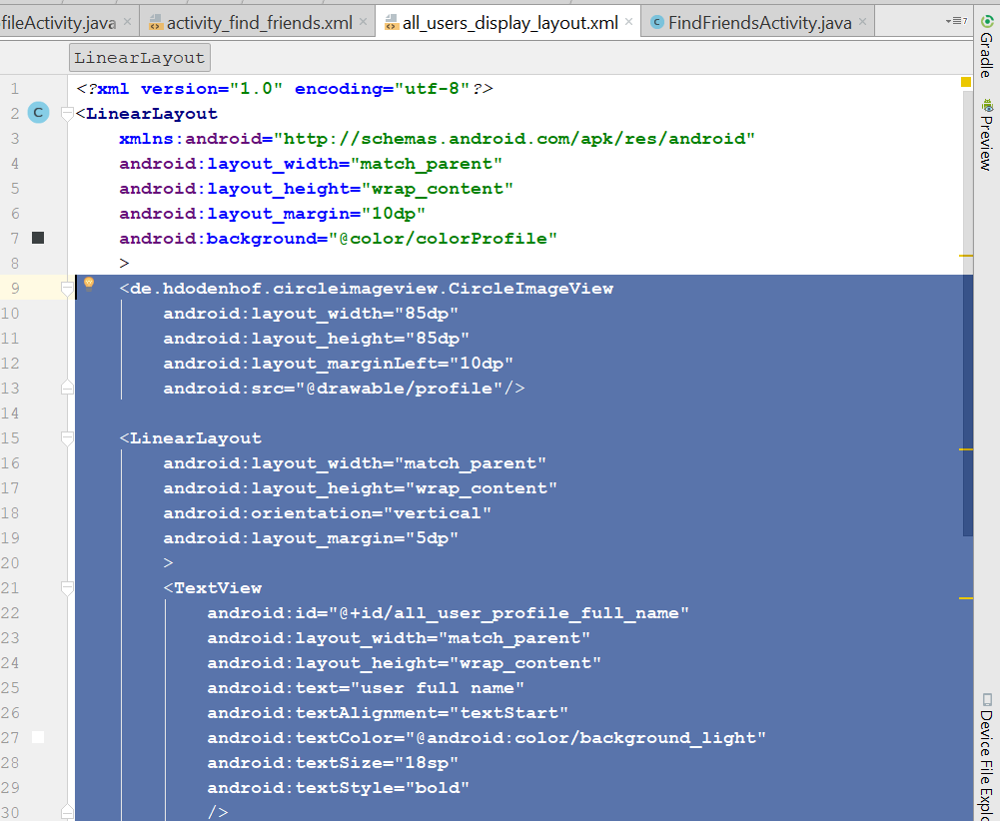 fileActivity.java × activity_find_friends.xml × all_users_display_layout.xml × FindFriendsActivity.java × 7
LinearLayout
1 <?xml version="1.0" encoding="utf-8"?>
2 C <LinearLayout
3 xmlns:android="http://schemas.android.com/apk/res/android"
4 android:layout_width="match_parent"
5 android:layout_height="wrap_content"
6 android:layout_margin="10dp"
7 android:background="@color/colorProfile"
8 >
9 <de.hdodenhof.circleimageview.CircleImageView
10 android:layout_width="85dp"
11 android:layout_height="85dp"
12 android:layout_marginLeft="10dp"
13 android:src="@drawable/profile"/>
14
15 <LinearLayout
16 android:layout_width="match_parent"
17 android:layout_height="wrap_content"
18 android:orientation="vertical"
19 android:layout_margin="5dp"
20 >
21 <TextView
22 android:id="@+id/all_user_profile_full_name"
23 android:layout_width="match_parent"
24 android:layout_height="wrap_content"
25 android:text="user full name"
26 android:textAlignment="textStart"
27 android:textColor="@android:color/background_light"
28 android:textSize="18sp"
29 android:textStyle="bold"
30 />
Gradle
Preview
Device File Explo